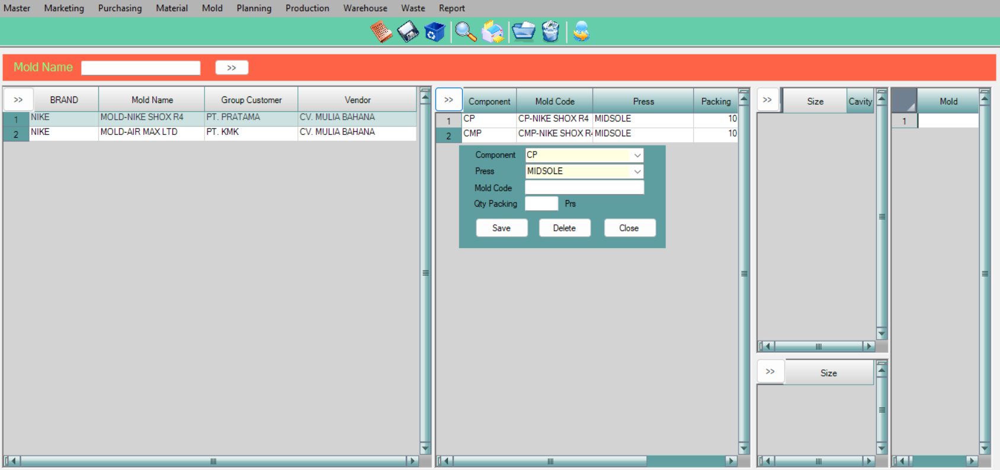 Master Marketing Purchasing Material Mold Planning Production Warehouse Waste Report
Mold Name >>
>> BRAND Mold Name Group Customer Vendor
1 NIKE MOLD-NIKE SHOX R4 PT. PRATAMA CV. MULIA BAHANA
2 NIKE MOLD-AIR MAX LTD PT. KMK CV. MULIA BAHANA
>> Component Mold Code Press Packing
1 CP CP-NIKE SHOX R4 MIDSOLE 10
2 CMP CMP-NIKE SHOX R4 MIDSOLE 10
Component CP
Press MIDSOLE
Mold Code
Qty Packing Prs
Save Delete Close
>> Size Cavity
>> Size
Mold
1